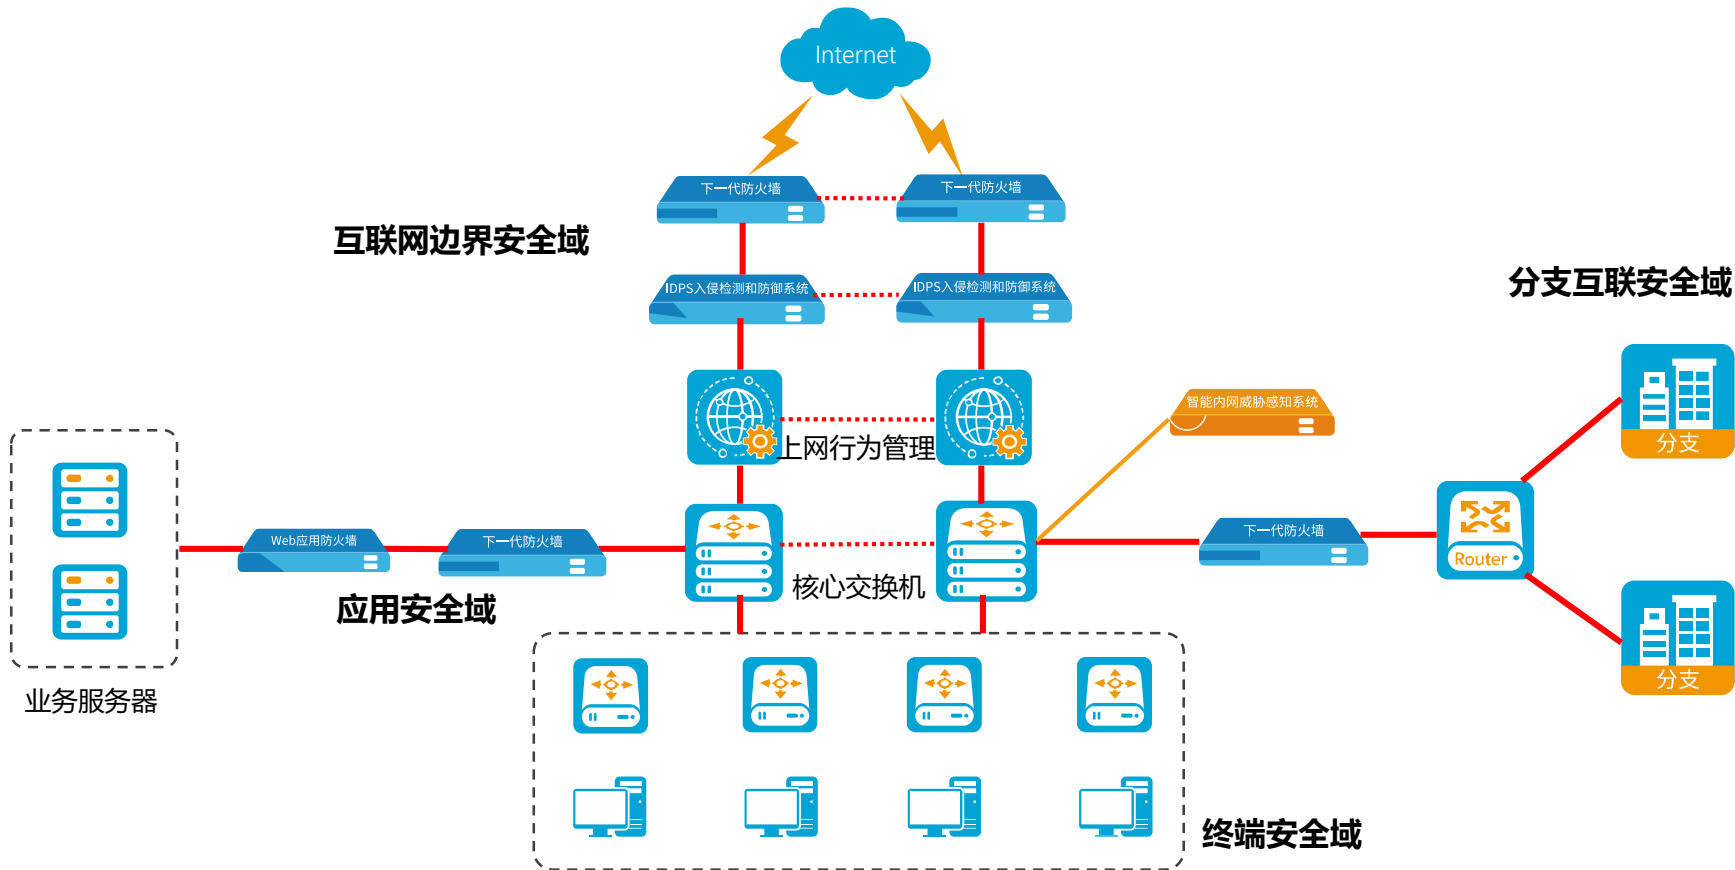 Internet
下一代防火墙
下一代防火墙
互联网边界安全域
IDPS入侵检测和防御系统
IDPS入侵检测和防御系统
分支互联安全域
智能内网威胁感知系统
上网行为管理
分支
Web应用防火墙
下一代防火墙
下一代防火墙
Router
核心交换机
应用安全域
业务服务器
分支
终端安全域